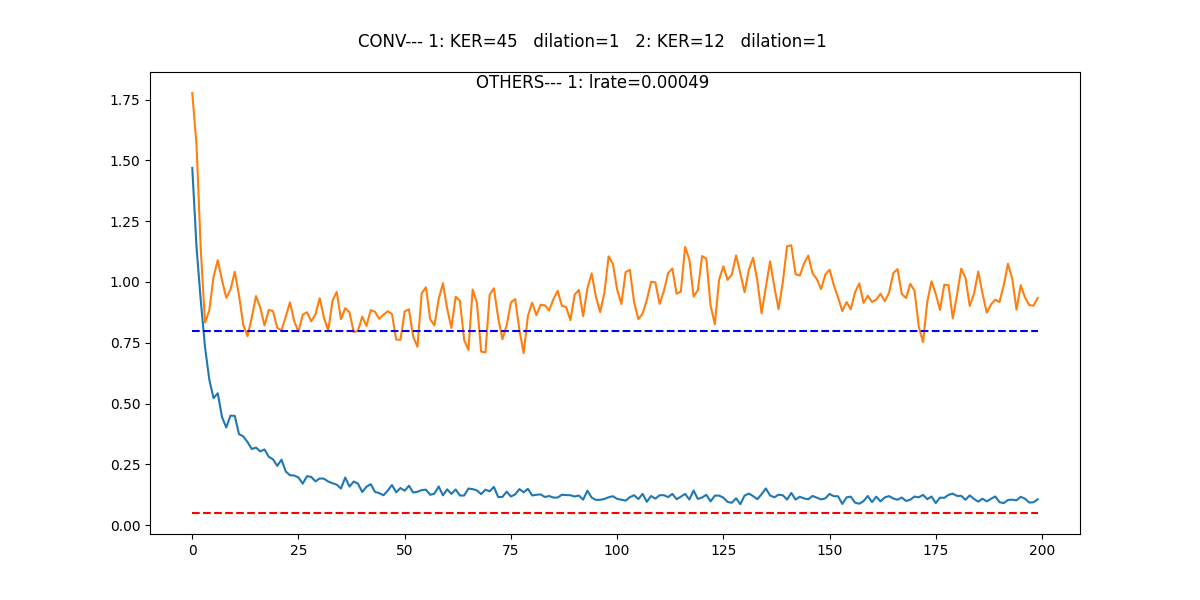 CONV--- 1: KER=45   dilation=1   2: KER=12   dilation=1
OTHERS--- 1: lrate=0.00049
1.75
1.50
1.25
1.00
0.75
0.50
0.25
0.00
0 25 50 75 100 125 150 175 200